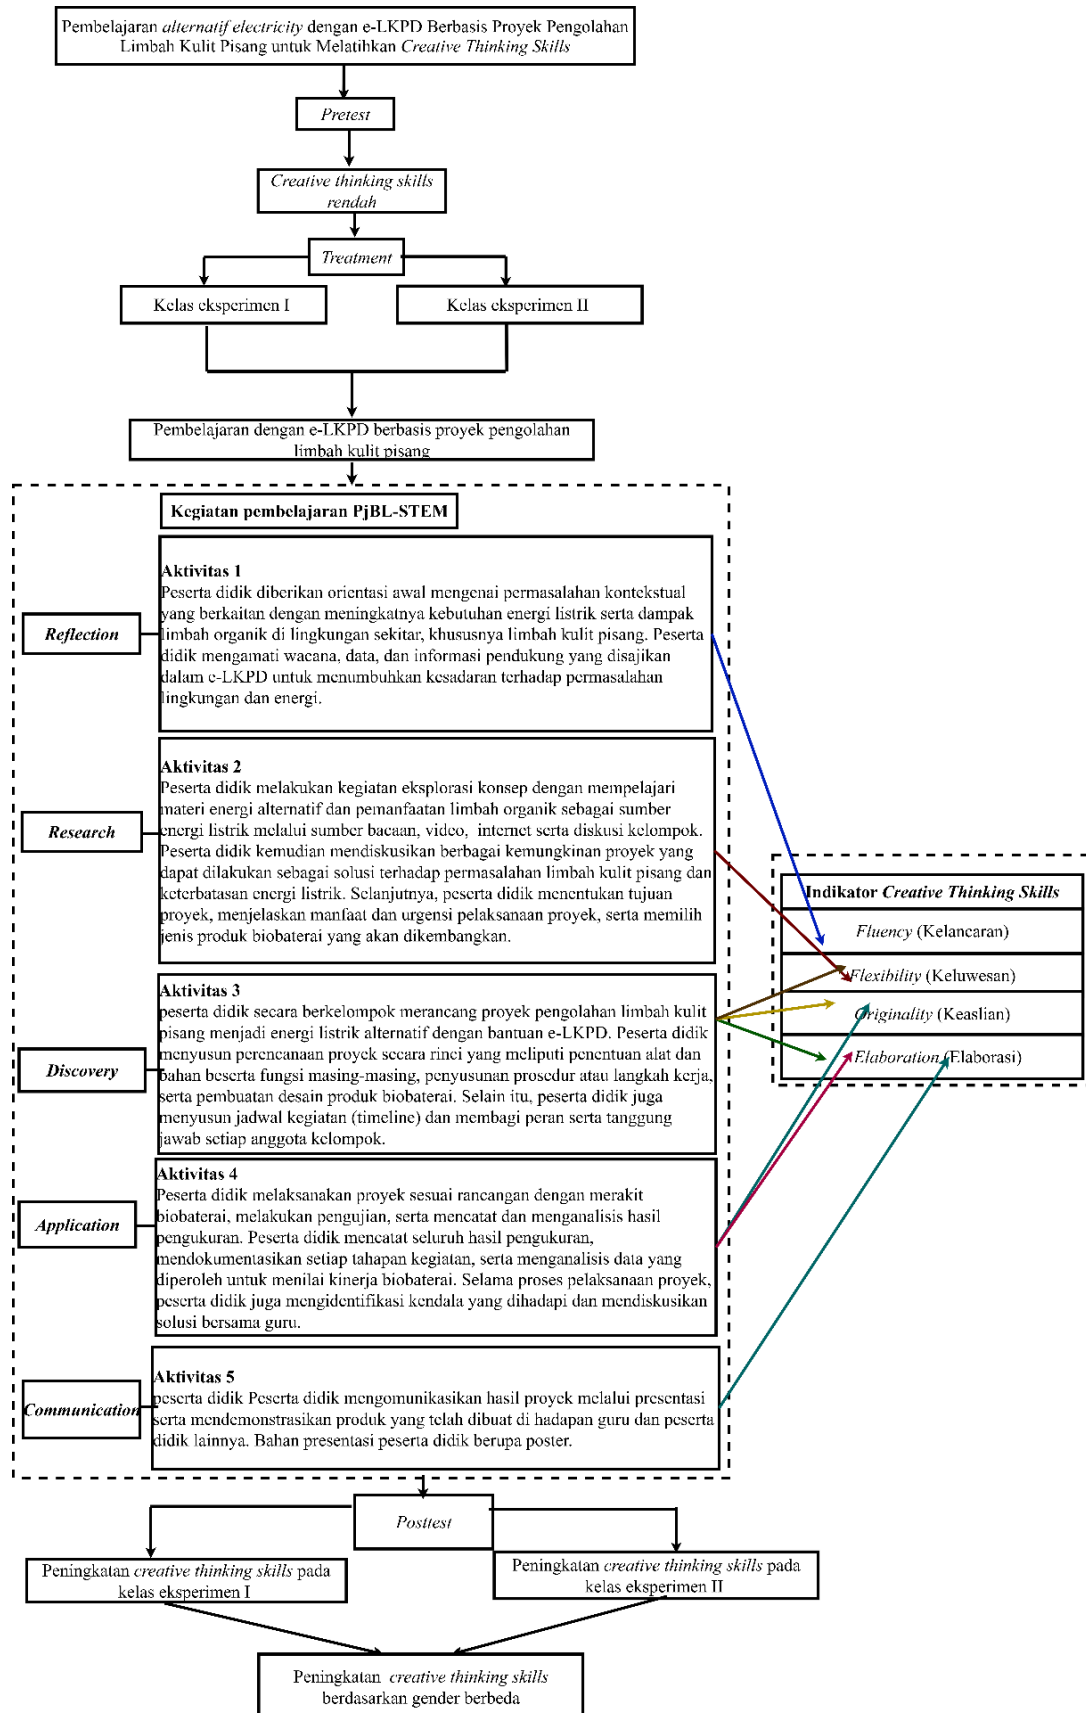 Pembelajaran alternatif electricity dengan e-LKPD Berbasis Proyek Pengolahan
Limbah Kulit Pisang untuk Melatihkan Creative Thinking Skills
Pretest
Creative thinking skills
rendah
Treatment
Kelas eksperimen I
Kelas eksperimen II
Pembelajaran dengan e-LKPD berbasis proyek pengolahan
limbah kulit pisang
Kegiatan pembelajaran PjBL-STEM
Reflection
Aktivitas 1
Peserta didik diberikan orientasi awal mengenai permasalahan kontekstual
yang berkaitan dengan meningkatnya kebutuhan energi listrik serta dampak
limbah organik di lingkungan sekitar, khususnya limbah kulit pisang. Peserta
didik mengamati wacana, data, dan informasi pendukung yang disajikan
dalam e-LKPD untuk menumbuhkan kesadaran terhadap permasalahan
lingkungan dan energi.
Research
Aktivitas 2
Peserta didik melakukan kegiatan eksplorasi konsep dengan mempelajari
materi energi alternatif dan pemanfaatan limbah organik sebagai sumber
energi listrik melalui sumber bacaan, video, internet serta diskusi kelompok.
Peserta didik kemudian mendiskusikan berbagai kemungkinan proyek yang
dapat dilakukan sebagai solusi terhadap permasalahan limbah kulit pisang dan
keterbatasan energi listrik. Selanjutnya, peserta didik menentukan tujuan
proyek, menjelaskan manfaat dan urgensi pelaksanaan proyek, serta memilih
jenis produk biobaterai yang akan dikembangkan.
Discovery
Aktivitas 3
peserta didik secara berkelompok merancang proyek pengolahan limbah kulit
pisang menjadi energi listrik alternatif dengan bantuan e-LKPD. Peserta didik
menyusun perencanaan proyek secara rinci yang meliputi penentuan alat dan
bahan beserta fungsi masing-masing, penyusunan prosedur atau langkah kerja,
serta pembuatan desain produk biobaterai. Selain itu, peserta didik juga
menyusun jadwal kegiatan (timeline) dan membagi peran serta tanggung
jawab setiap anggota kelompok.
Application
Aktivitas 4
Peserta didik melaksanakan proyek sesuai rancangan dengan merakit
biobaterai, melakukan pengujian, serta mencatat dan menganalisis hasil
pengukuran. Peserta didik mencatat seluruh hasil pengukuran,
mendokumentasikan setiap tahapan kegiatan, serta menganalisis data yang
diperoleh untuk menilai kinerja biobaterai. Selama proses pelaksanaan proyek,
peserta didik juga mengidentifikasi kendala yang dihadapi dan mendiskusikan
solusi bersama guru.
Communication
Aktivitas 5
peserta didik Peserta didik mengomunikasikan hasil proyek melalui presentasi
serta mendemonstrasikan produk yang telah dibuat di hadapan guru dan peserta
didik lainnya. Bahan presentasi peserta didik berupa poster.
Indikator Creative Thinking Skills
Fluency (Kelancaran)
Flexibility (Keluwesan)
Originality (Keaslian)
Elaboration (Elaborasi)
Posttest
Peningkatan creative thinking skills pada
kelas eksperimen I
Peningkatan creative thinking skills pada
kelas eksperimen II
Peningkatan creative thinking skills
berdasarkan gender berbeda